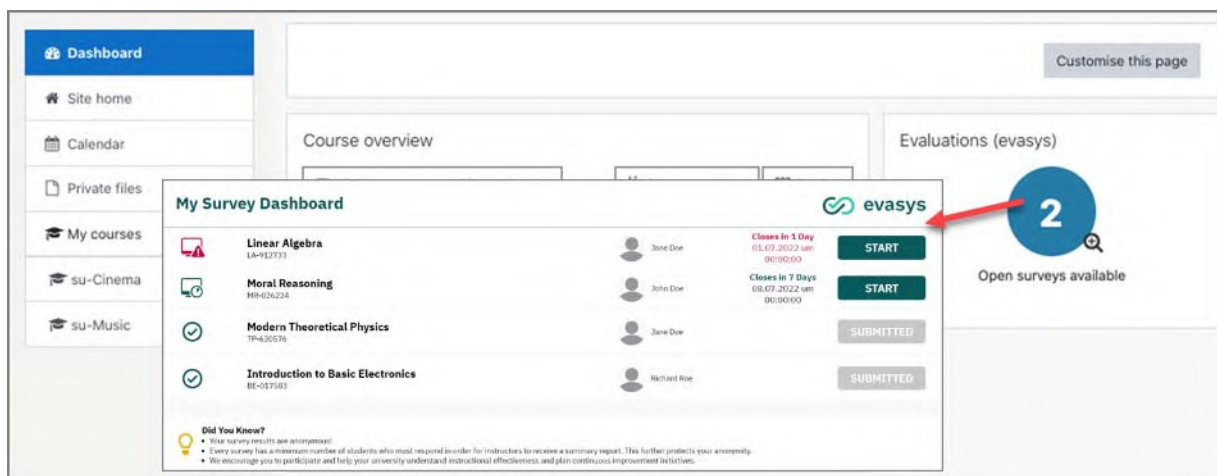 Dashboard
Site home
Calendar
Private files
My courses
su-Cinema
su-Music
Customise this page
Course overview
Evaluations (evasys)
2
Open surveys available
My Survey Dashboard
evasys
Linear Algebra
LA-912733
Jane Doe
Closes in 1 Day
01.07.2022 um
00:00:00
START
Moral Reasoning
MR-026224
John Doe
Closes in 7 Days
08.07.2022 um
00:00:00
START
Modern Theoretical Physics
TP-630576
Jane Doe
SUBMITTED
Introduction to Basic Electronics
BE-017583
Richard Roe
SUBMITTED
Did You Know?
• Your survey results are anonymous!
• Every survey has a minimum number of students who must respond in order for instructors to receive a summary report. This further protects your anonymity.
• We encourage you to participate and help your university understand instructional effectiveness and plan continuous improvement initiatives.